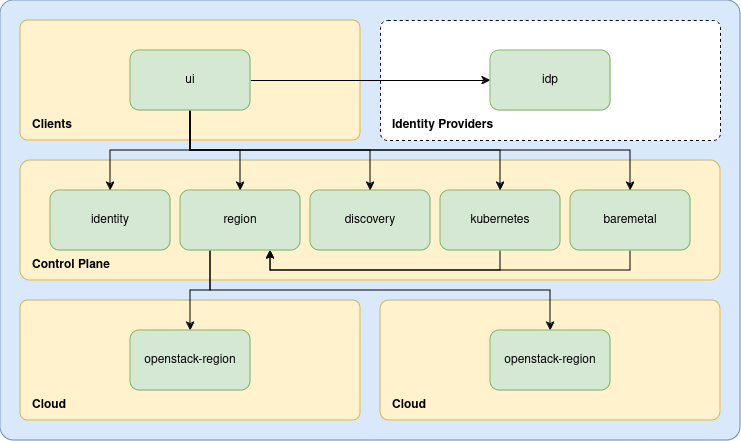 ui
idp
Clients
Identity Providers
identity
region
discovery
kubernetes
baremetal
Control Plane
openstack-region
openstack-region
Cloud
Cloud